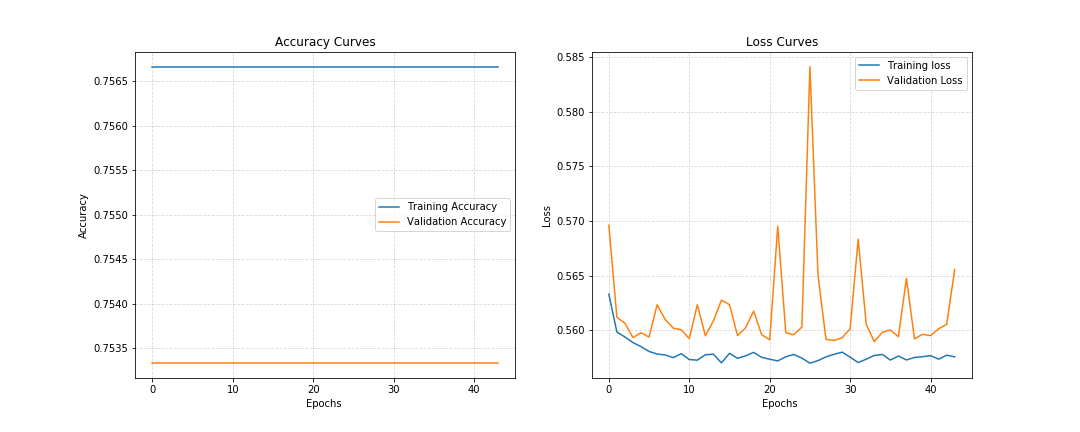 Accuracy Curves
0.7565
0.7560
0.7555
0.7550
0.7545
0.7540
0.7535
Accuracy
Training Accuracy
Validation Accuracy
0 10 20 30 40
Epochs
Loss Curves
0.585
0.580
0.575
0.570
0.565
0.560
Loss
Training loss
Validation Loss
0 10 20 30 40
Epochs